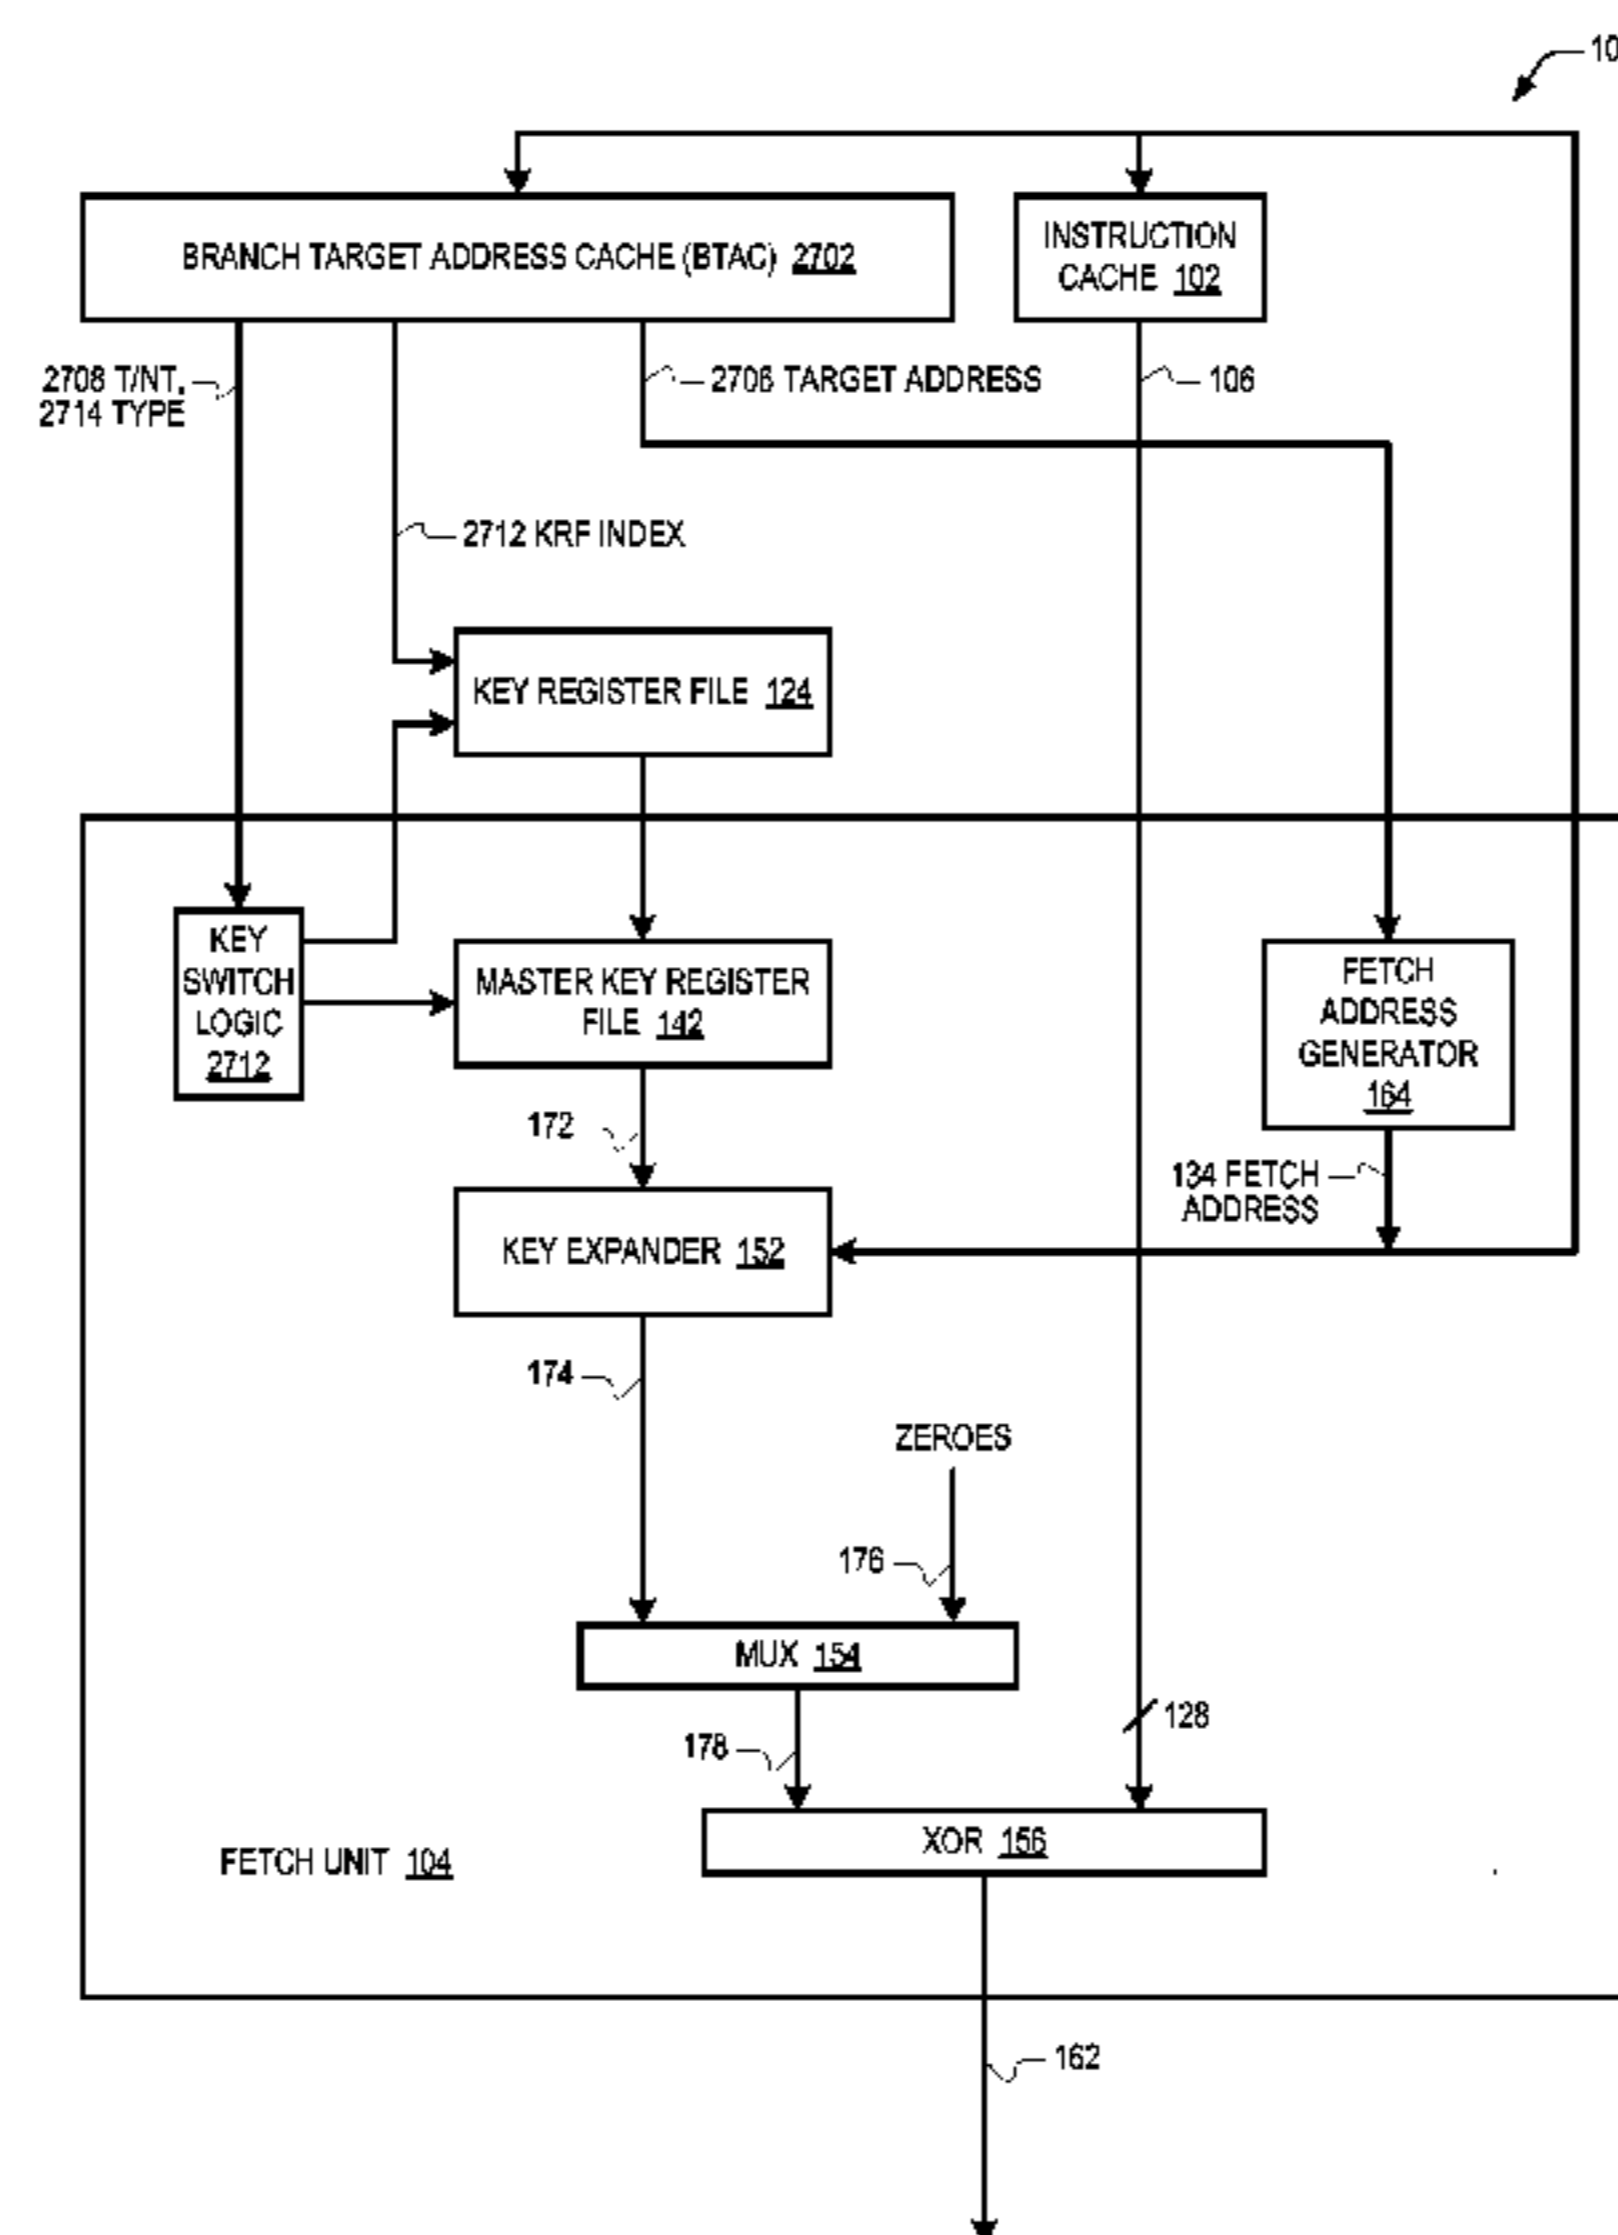 10
BRANCH TARGET ADDRESS CACHE (BTAC) 2702
INSTRUCTION
CACHE 102
2708 T/NT,
2714 TYPE
2706 TARGET ADDRESS
106
2712 KRF INDEX
KEY REGISTER FILE 124
KEY
SWITCH
LOGIC
2712
MASTER KEY REGISTER
FILE 142
FETCH
ADDRESS
GENERATOR
164
172
134 FETCH
ADDRESS
KEY EXPANDER 152
174
ZEROES
176
MUX 154
128
178
XOR 156
FETCH UNIT 104
162